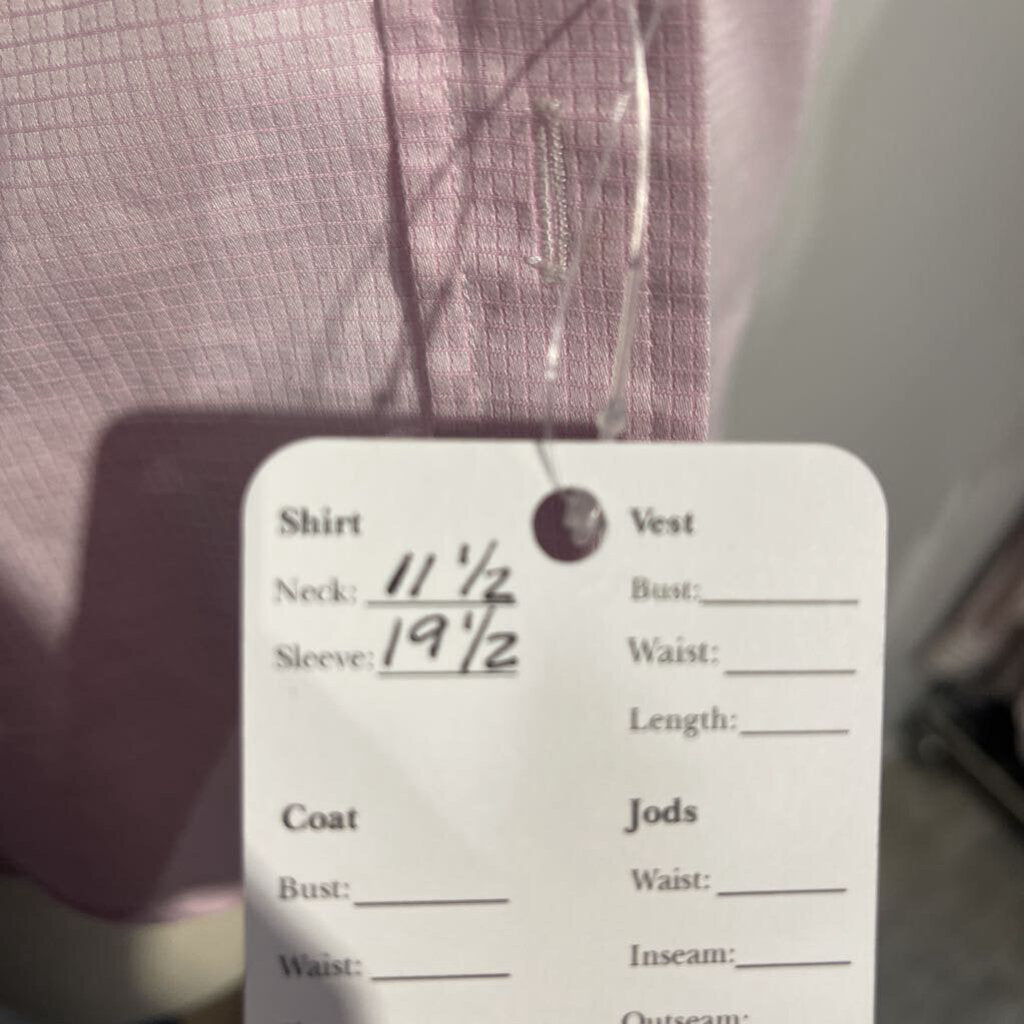 Shirt
Neck: 11 1/2
Sleeve: 19 1/2
Vest
Bust:
Waist:
Length:
Coat
Bust:
Waist:
Jods
Waist:
Inseam:
Outseam: